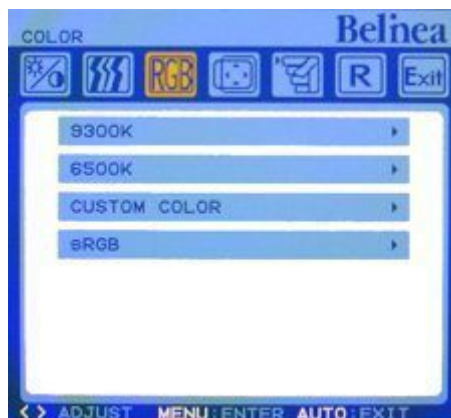 COLOR Belinea
RGB R Exit
9300K
6500K
CUSTOM COLOR
sRGB
< > ADJUST MENU:ENTER AUTO:EXIT